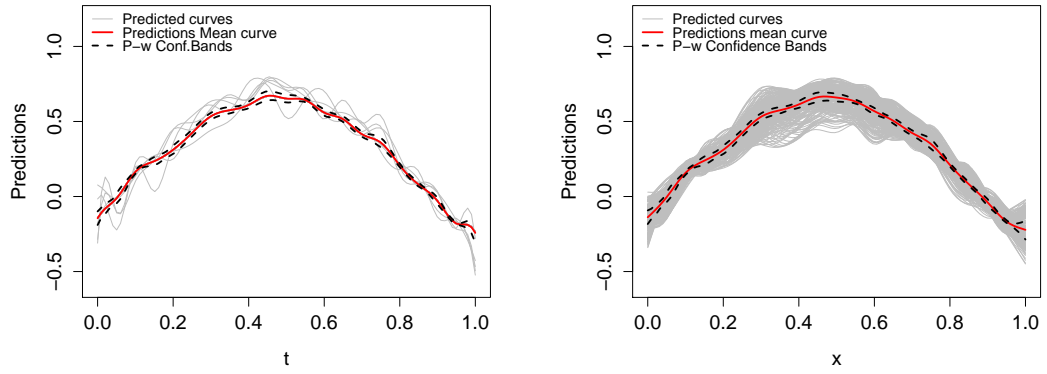 Predicted curves
Predictions Mean curve
P−w Conf.Bands
Predictions
1.0
0.5
0.0
−0.5
0.0 0.2 0.4 0.6 0.8 1.0
t
Predicted curves
Predictions mean curve
P−w Confidence Bands
Predictions
1.0
0.5
0.0
−0.5
0.0 0.2 0.4 0.6 0.8 1.0
x